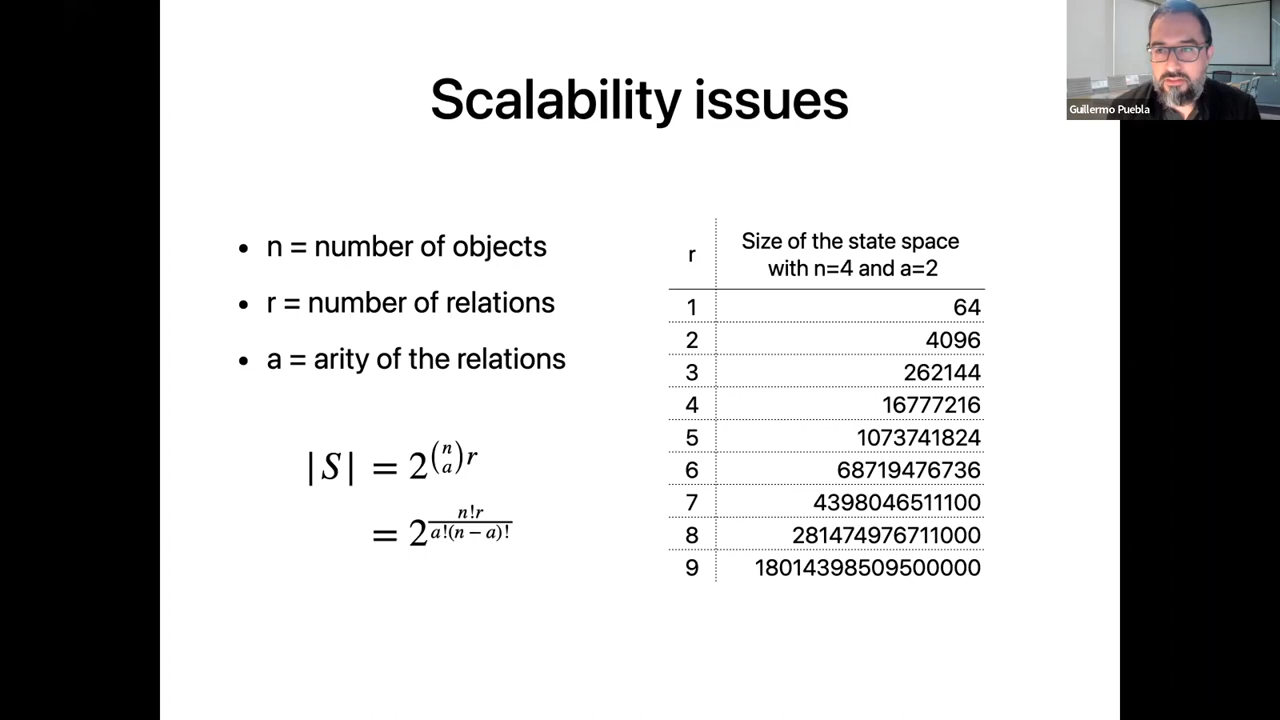 Scalability issues
Guillermo Puebla
• n = number of objects
• r = number of relations
• a = arity of the relations
|S| = 2^{\binom{n}{a}r}
= 2^{\frac{n!r}{a!(n-a)!}}
r Size of the state space
with n=4 and a=2
1 64
2 4096
3 262144
4 16777216
5 1073741824
6 68719476736
7 4398046511100
8 281474976711000
9 18014398509500000